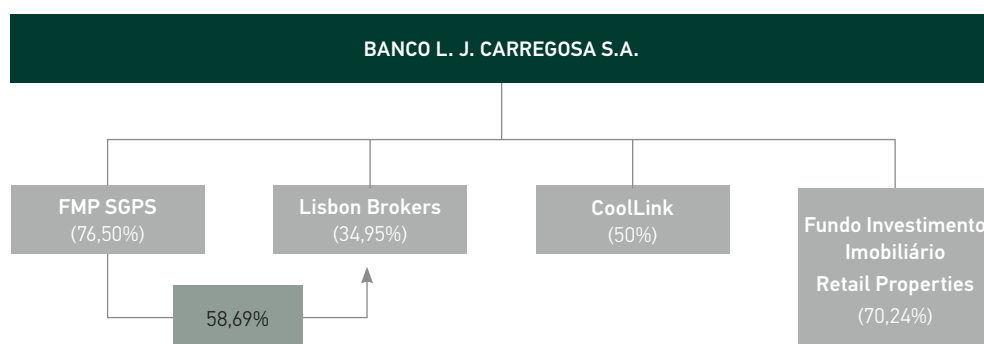 BANCO L. J. CARREGOSA S.A.
FMP SGPS
(76,50%)
Lisbon Brokers
(34,95%)
CoolLink
(50%)
Fundo Investimento
Imobiliário
Retail Properties
(70,24%)
58,69%